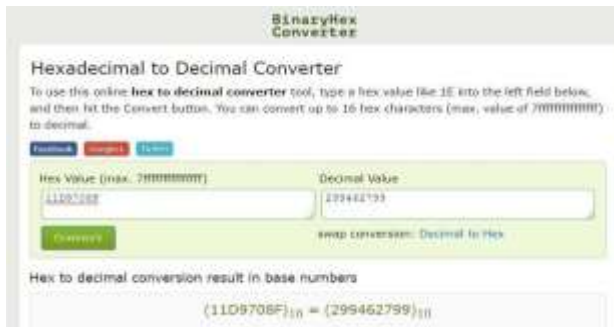 BinaryHex
Converter
Hexadecimal to Decimal Converter
To use this online hex to decimal converter tool, type a hex value like 1E into the left field below,
and then hit the Convert button. You can convert up to 16 hex characters (max. value of 7fffffffffffffff)
to decimal.
Facebook Google+ Twitter
Hex Value (max. 7fffffffffffffff) Decimal Value
11D9708F 299462799
Convert swap conversion: Decimal to Hex
Hex to decimal conversion result in base numbers
(11D9708F)₁₆ = (299462799)₁₀